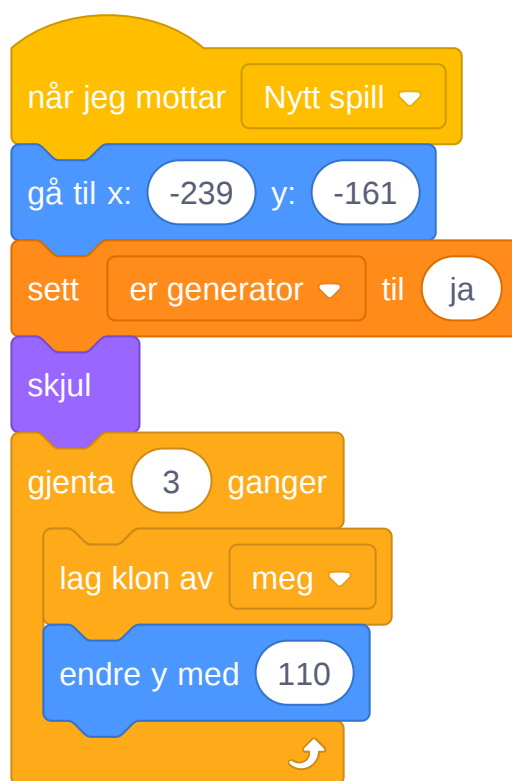 når jeg mottar Nytt spill
gå til x: -239 y: -161
sett er generator til ja
skjul
gjenta 3 ganger
lag klon av meg
endre y med 110